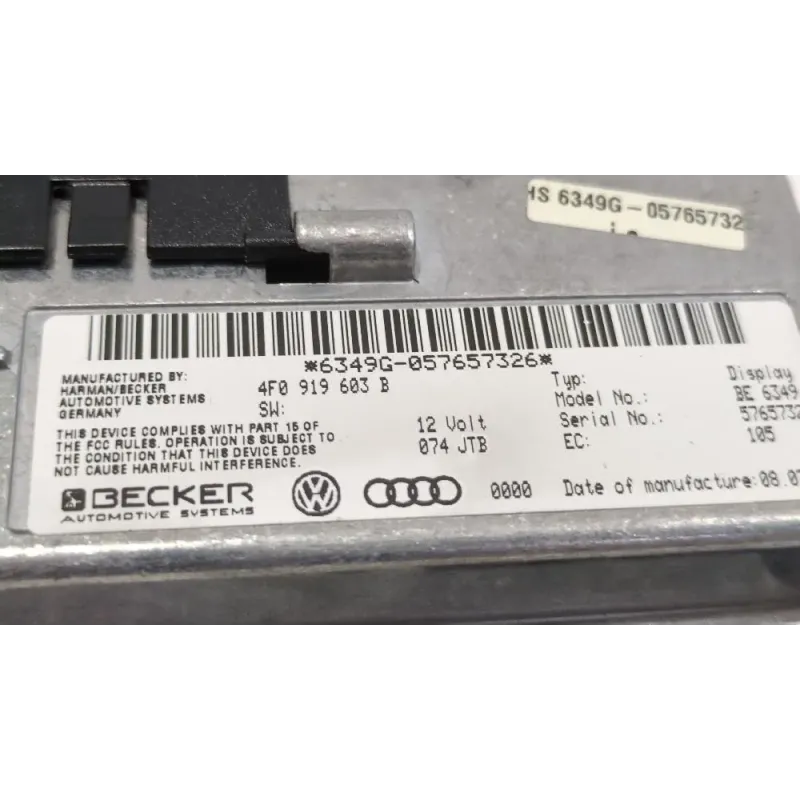 HS 6349G-05765732
*6349G-057657326*
MANUFACTURED BY:
HARMAN/BECKER
AUTOMOTIVE SYSTEMS
GERMANY
4F0 919 603 B
SW:
THIS DEVICE COMPLIES WITH PART 15 OF
THE FCC RULES. OPERATION IS SUBJECT TO
THE CONDITION THAT THIS DEVICE DOES
NOT CAUSE HARMFUL INTERFERENCE.
12 Volt
074 JTB
Typ: Display
Model No.: BE 6349
Serial No.: 5765732
EC: 105
BECKER
AUTOMOTIVE SYSTEMS
0000
Date of manufacture:08.0